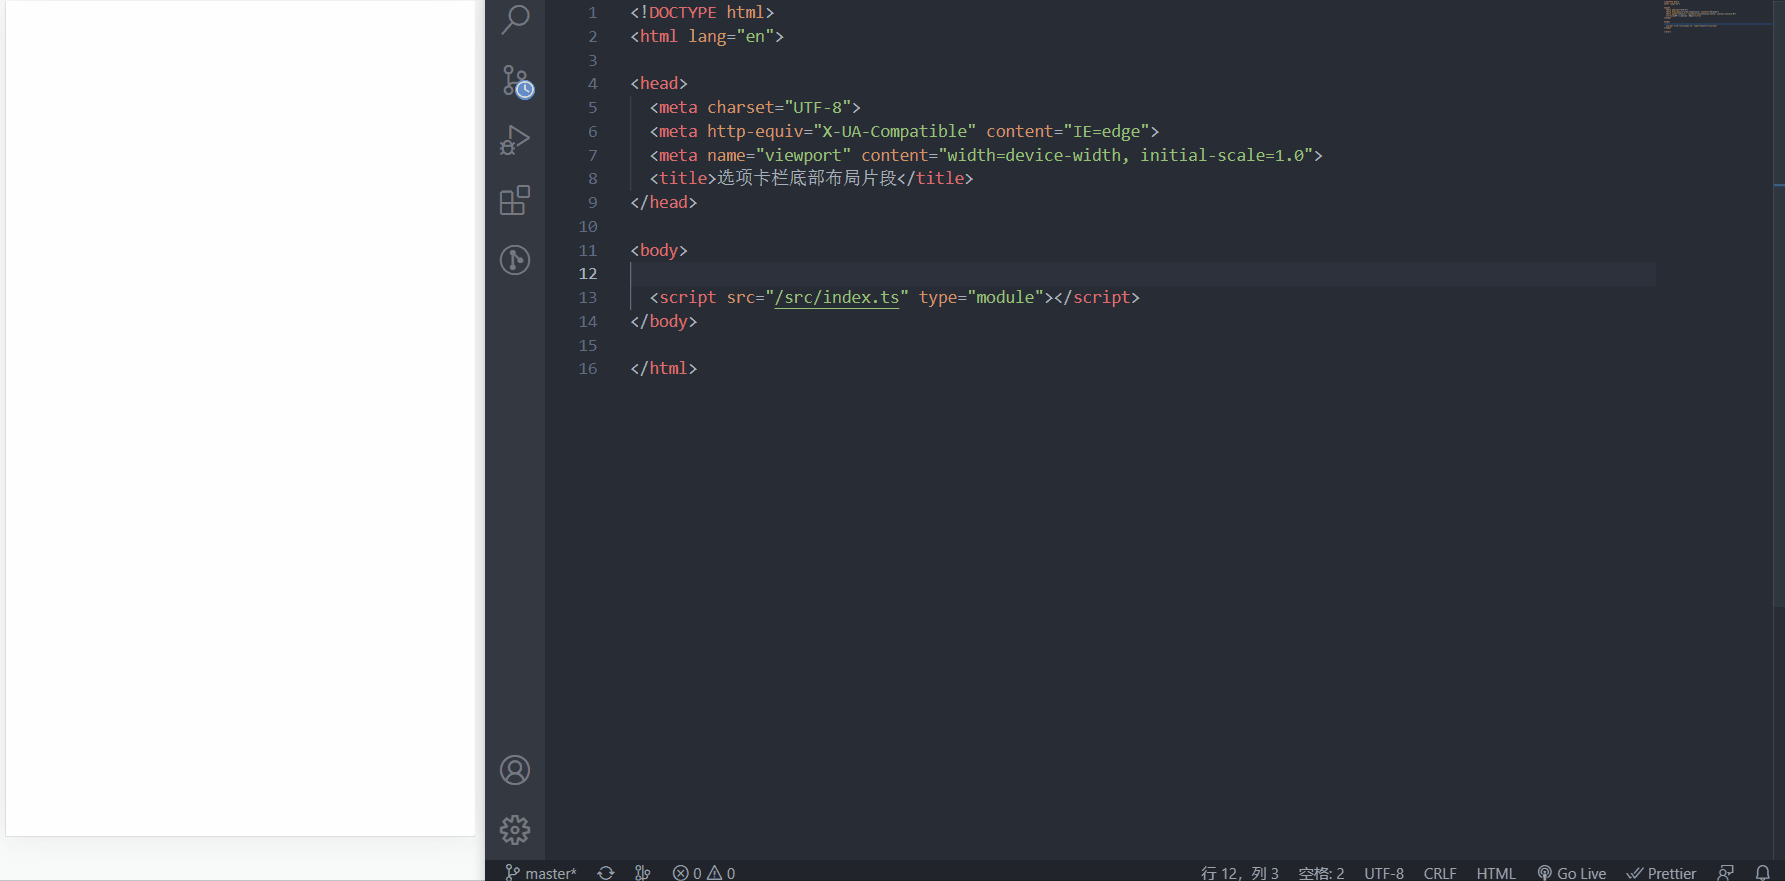 1 <!DOCTYPE html>
2 <html lang="en">
3
4 <head>
5 <meta charset="UTF-8">
6 <meta http-equiv="X-UA-Compatible" content="IE=edge">
7 <meta name="viewport" content="width=device-width, initial-scale=1.0">
8 <title>选项卡栏底部布局片段</title>
9 </head>
10
11 <body>
12
13 <script src="/src/index.ts" type="module"></script>
14 </body>
15
16 </html>
master* 0 0 行 12，列 3 空格: 2 UTF-8 CRLF HTML Go Live Prettier